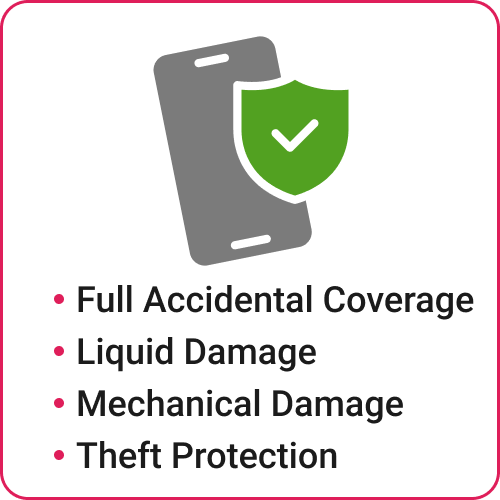 • Full Accidental Coverage
• Liquid Damage
• Mechanical Damage
• Theft Protection